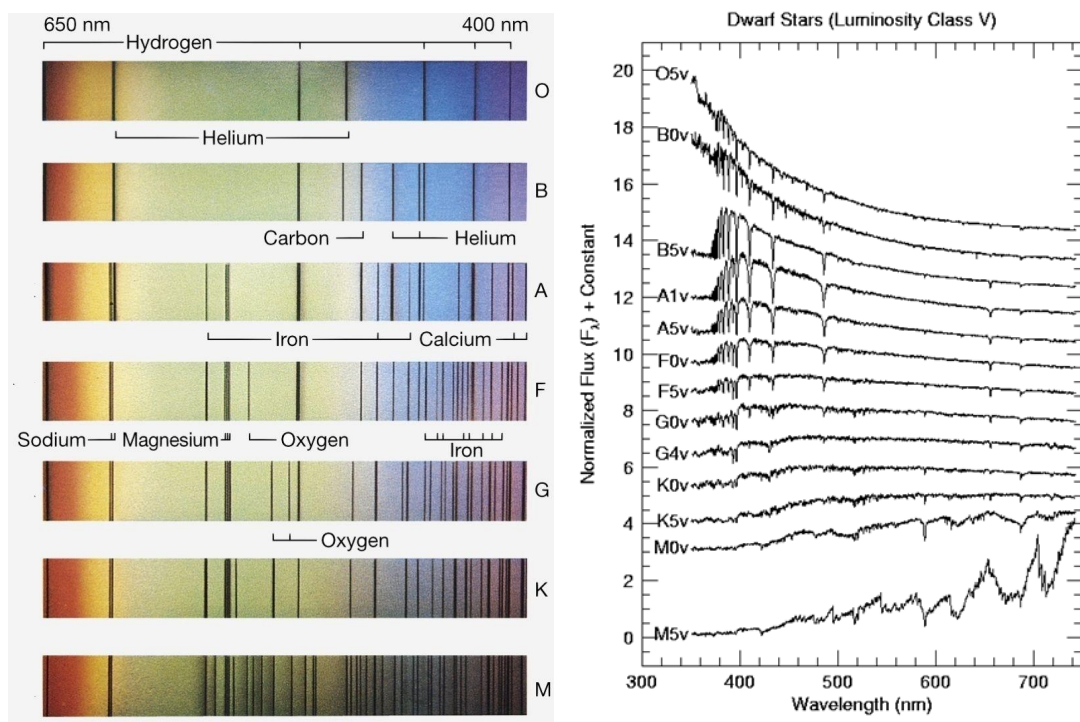 650 nm
400 nm
Hydrogen
O
Helium
B
Carbon
Helium
A
Iron
Calcium
F
Sodium
Magnesium
Oxygen
Iron
G
Oxygen
K
M
Dwarf Stars (Luminosity Class V)
Normalized Flux (Fλ) + Constant
20
18
16
14
12
10
8
6
4
2
0
O5v
B0v
B5v
A1v
A5v
F0v
F5v
G0v
G4v
K0v
K5v
M0v
M5v
300 400 500 600 700
Wavelength (nm)